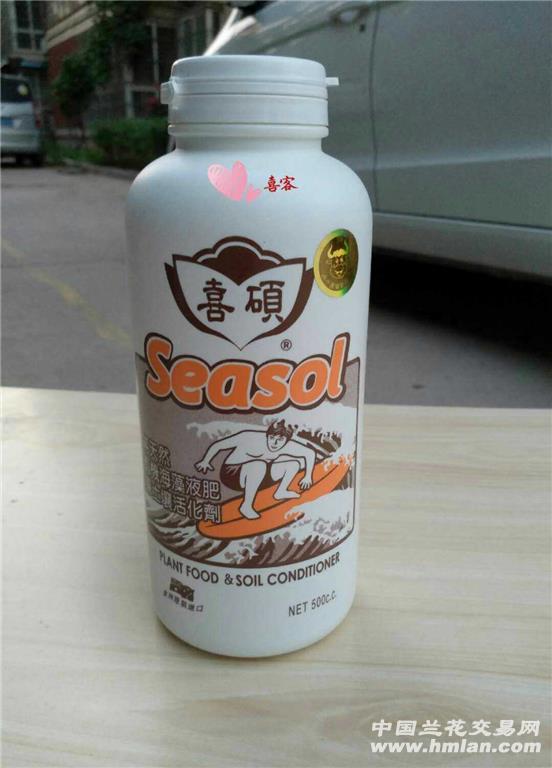 喜客
喜碩
®
Seasol
天然
海藻液肥
壤活化劑
PLANT FOOD & SOIL CONDITIONER
NET 500c.c.
中国兰花交易网
www.hmlan.com